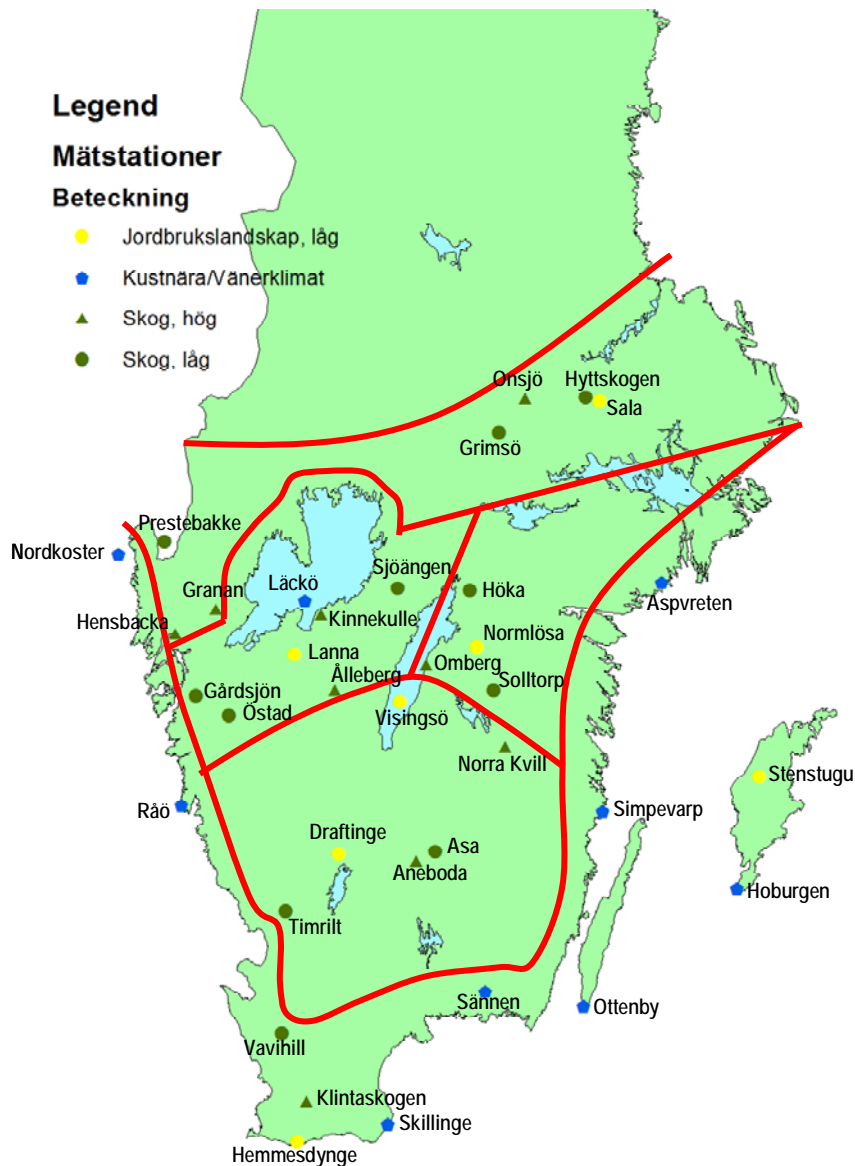 Legend
Mätstationer
Beteckning
Jordbrukslandskap, låg
Kustnära/Vänerklimat
Skog, hög
Skog, låg
Onsjö
Hyttskogen
Sala
Grimsö
Prestebakke
Nordkoster
Sjöängen
Granan
Läckö
Höka
Aspvreten
Hensbacka
Kinnekulle
Normlösa
Lanna
Omberg
Ålleberg
Solltorp
Gårdsjön
Östad
Visingsö
Norra Kvill
Stenstugu
Råö
Simpevarp
Draftinge
Asa
Aneboda
Hoburgen
Timrilt
Sännen
Ottenby
Vavihill
Klintaskogen
Skillinge
Hemmesdynge